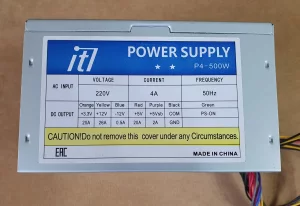 itl
POWER SUPPLY
P4-500W
VOLTAGE CURRENT FREQUENCY
AC INPUT 220V 4A 50Hz
Orange Yellow Blue Red Purple Black Green
DC OUTPUT +3.3V +12V -12V +5V +5Vsb COM PS-ON
20A 26A 0.5A 20A 2A GND
CAUTION!Do not remove this cover under any Circumstances.
EAC MADE IN CHINA